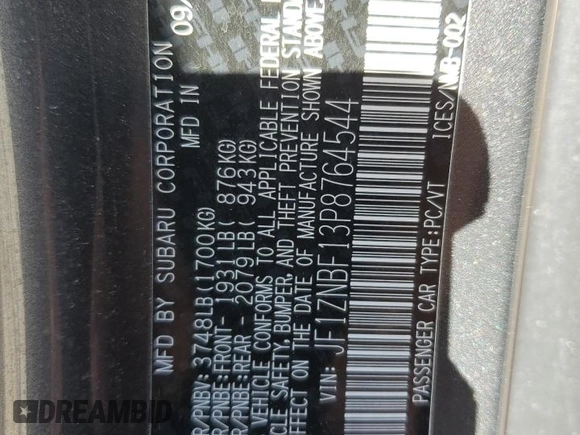 MFD BY SUBARU CORPORATION 09/
MFD IN
R/PNBV 3748LB(1700KG)
R/PNBE:FRONT- 1931LB( 876KG)
R/PNBE:REAR - 2079LB( 943KG)
VEHICLE CONFORMS TO ALL APPLICABLE FEDERAL
CLE SAFETY, BUMPER, AND THEFT PREVENTION STAND
EFFECT ON THE DATE OF MANUFACTURE SHOWN ABOVE.
VIN: JF1ZNBF13P8764544
PASSENGER CAR TYPE:PC/VT ICES/NMB-002
DREAMBID